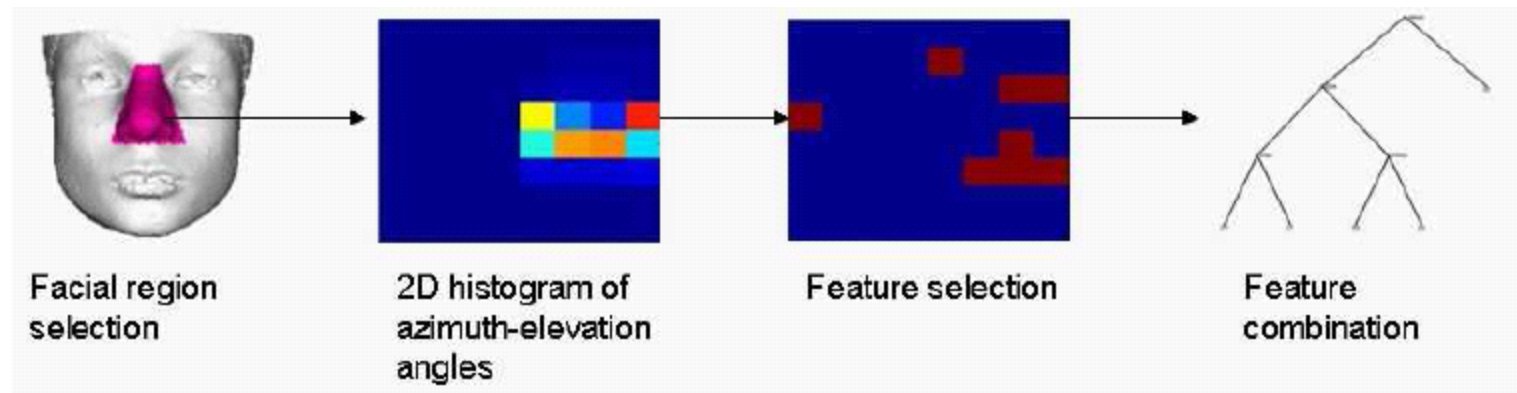 Facial region
selection
2D histogram of
azimuth-elevation
angles
Feature selection
Feature
combination